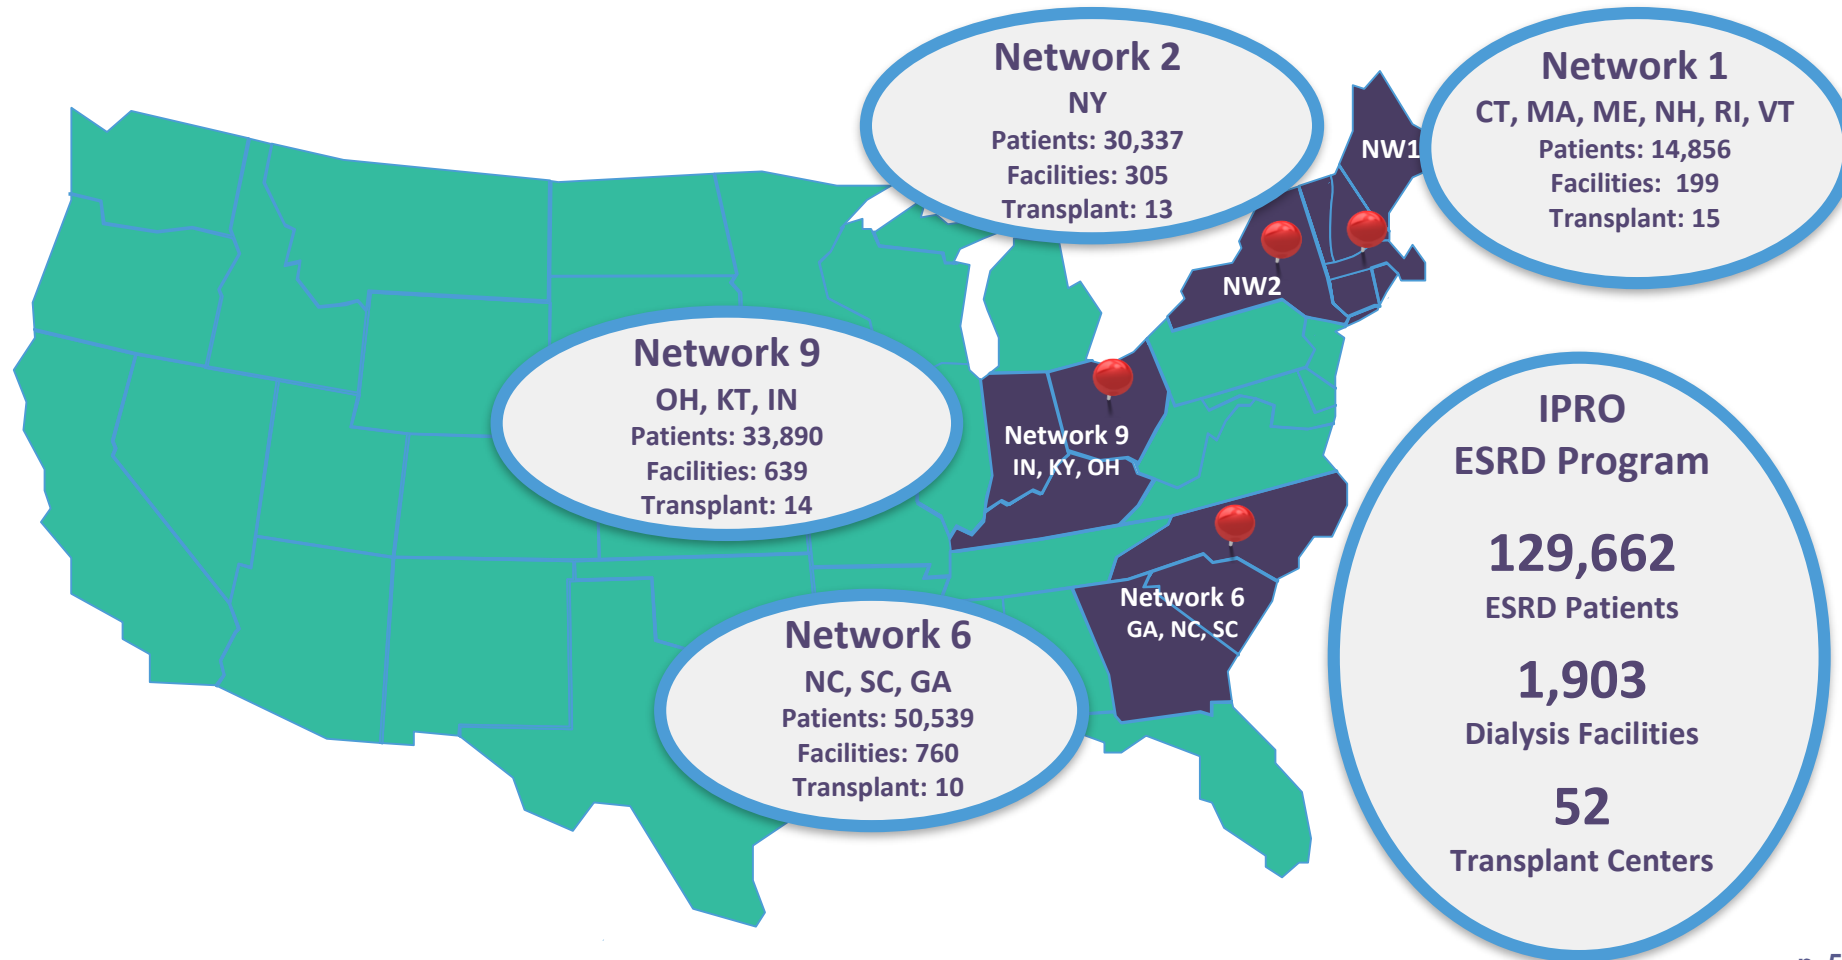 Network 2
NY
Patients: 30,337
Facilities: 305
Transplant: 13
Network 1
CT, MA, ME, NH, RI, VT
Patients: 14,856
Facilities: 199
Transplant: 15
NW1
NW2
Network 9
OH, KT, IN
Patients: 33,890
Facilities: 639
Transplant: 14
Network 9
IN, KY, OH
Network 6
GA, NC, SC
Network 6
NC, SC, GA
Patients: 50,539
Facilities: 760
Transplant: 10
IPRO
ESRD Program
129,662
ESRD Patients
1,903
Dialysis Facilities
52
Transplant Centers